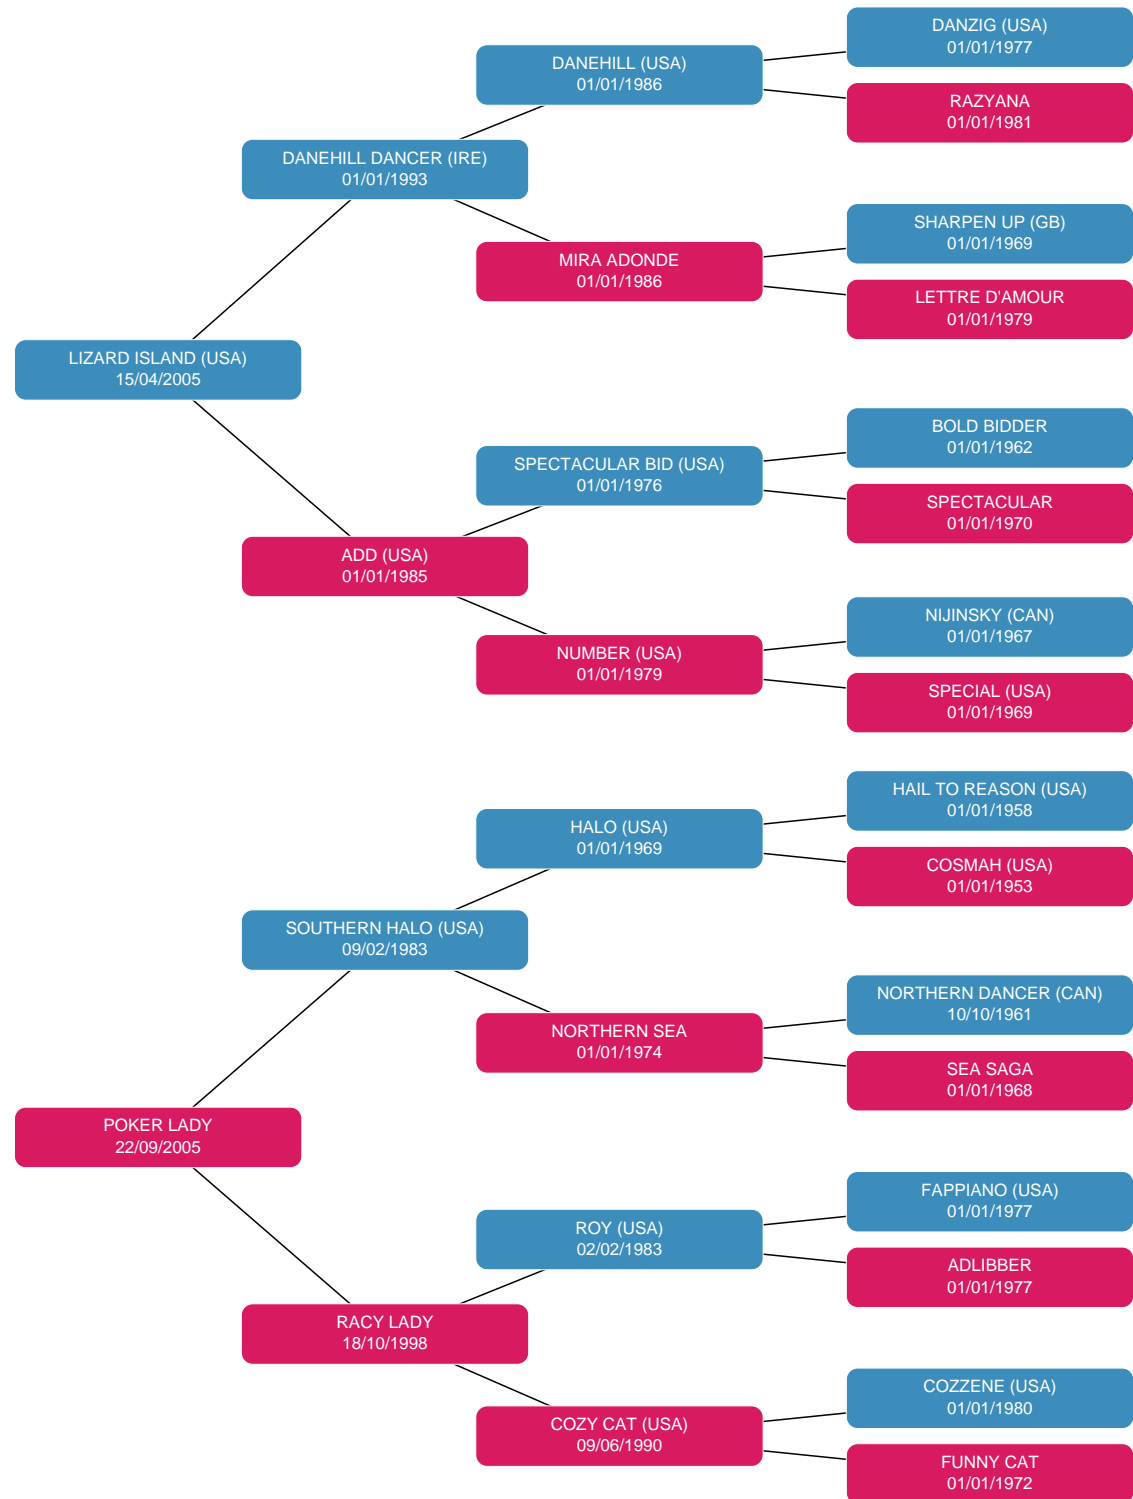 DANZIG (USA)
01/01/1977
DANEHILL (USA)
01/01/1986
RAZYANA
01/01/1981
DANEHILL DANCER (IRE)
01/01/1993
SHARPEN UP (GB)
01/01/1969
MIRA ADONDE
01/01/1986
LETTRE D'AMOUR
01/01/1979
LIZARD ISLAND (USA)
15/04/2005
BOLD BIDDER
01/01/1962
SPECTACULAR BID (USA)
01/01/1976
SPECTACULAR
01/01/1970
ADD (USA)
01/01/1985
NIJINSKY (CAN)
01/01/1967
NUMBER (USA)
01/01/1979
SPECIAL (USA)
01/01/1969
HAIL TO REASON (USA)
01/01/1958
HALO (USA)
01/01/1969
COSMAH (USA)
01/01/1953
SOUTHERN HALO (USA)
09/02/1983
NORTHERN DANCER (CAN)
10/10/1961
NORTHERN SEA
01/01/1974
SEA SAGA
01/01/1968
POKER LADY
22/09/2005
FAPPIANO (USA)
01/01/1977
ROY (USA)
02/02/1983
ADLIBBER
01/01/1977
RACY LADY
18/10/1998
COZZENE (USA)
01/01/1980
COZY CAT (USA)
09/06/1990
FUNNY CAT
01/01/1972